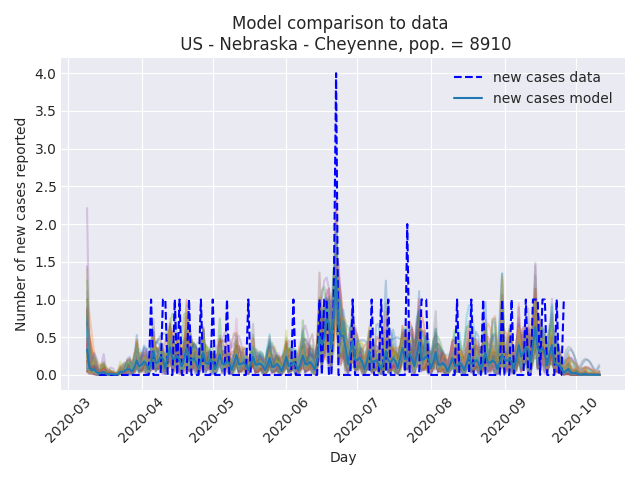 Model comparison to data
US - Nebraska - Cheyenne, pop. = 8910
new cases data
new cases model
Number of new cases reported
4.0
3.5
3.0
2.5
2.0
1.5
1.0
0.5
0.0
2020-03
2020-04
2020-05
2020-06
2020-07
2020-08
2020-09
2020-10
Day